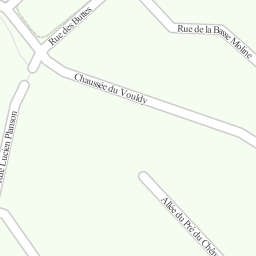 Rue des Buttes
Rue de la Basse Moline
Chaussée du Vouldy
Rue Lucien Planson
Allée du Pré du Chên